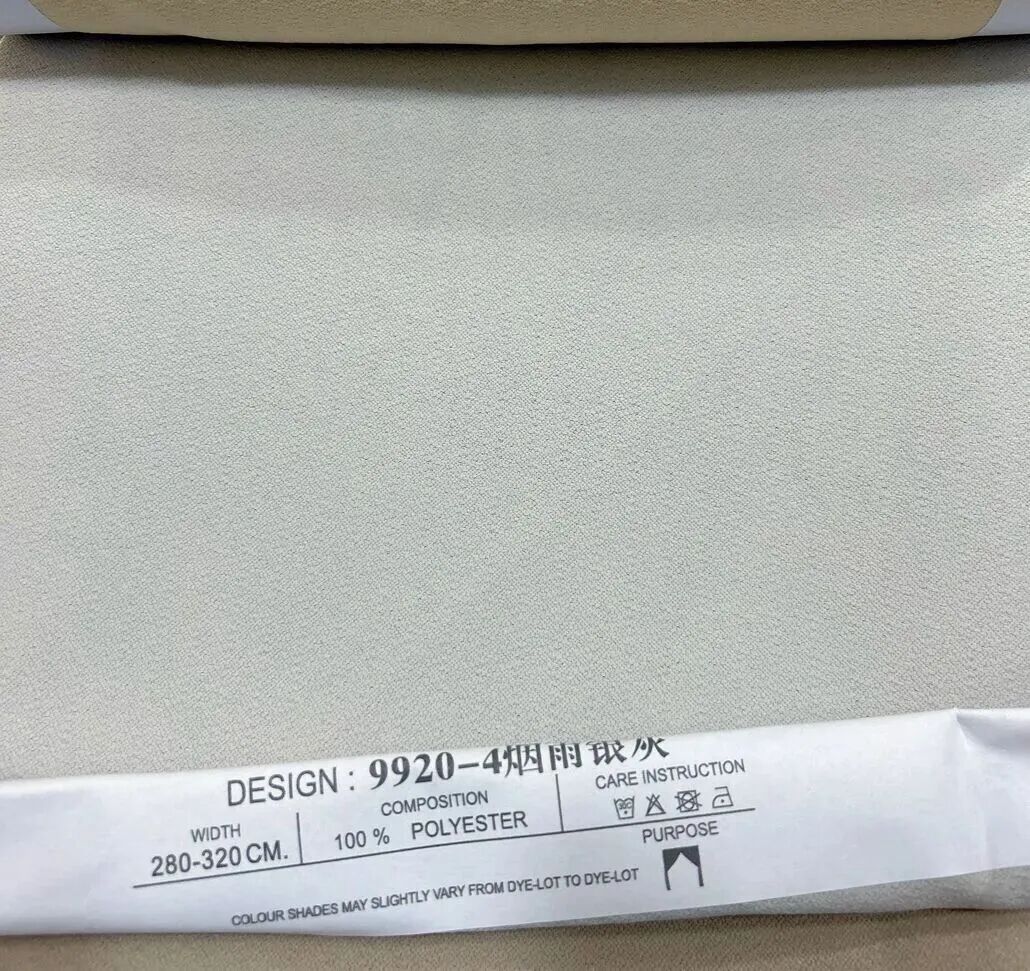 DESIGN : 9920-4烟雨银灰
WIDTH
280-320 CM.
COMPOSITION
100 % POLYESTER
CARE INSTRUCTION
PURPOSE
COLOUR SHADES MAY SLIGHTLY VARY FROM DYE-LOT TO DYE-LOT